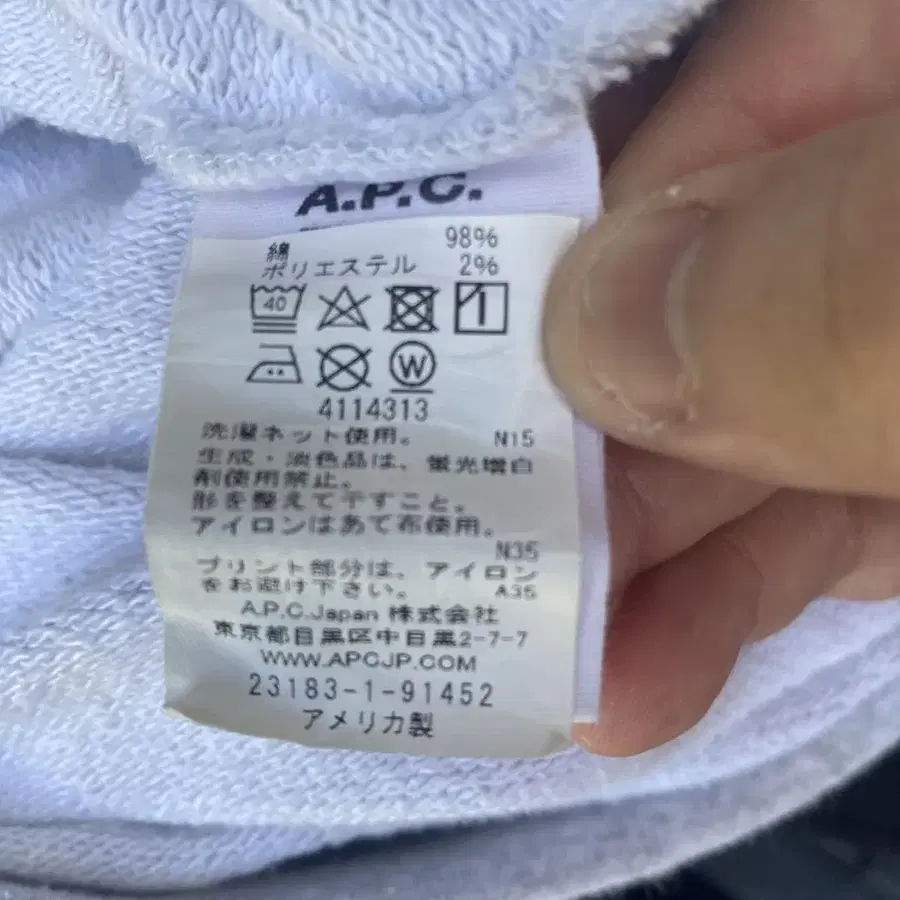 A.P.C.
綿 98%
ポリエステル 2%
40
W
4114313
洗濯ネット使用。 N15
生成・淡色品は、蛍光増白
剤使用禁止。
形を整えて干すこと。
アイロンはあて布使用。
N35
プリント部分は、アイロン
をお避け下さい。 A35
A.P.C.Japan 株式会社
東京都目黒区中目黒2-7-7
WWW.APCJP.COM
23183-1-91452
アメリカ製